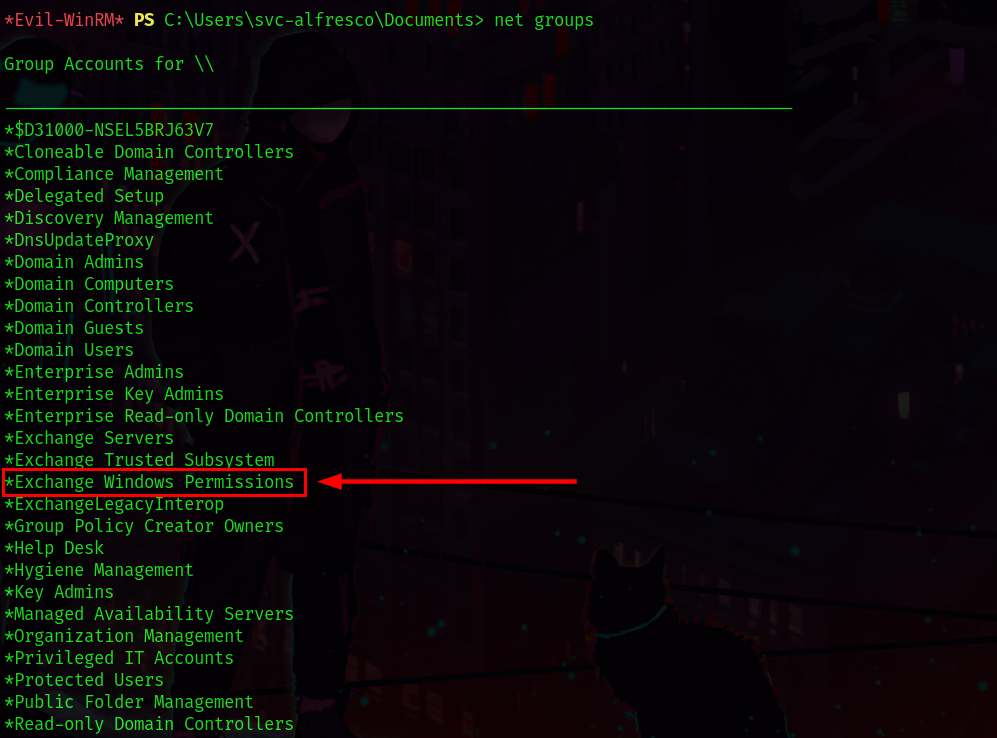 *Evil-WinRM* PS C:\Users\svc-alfresco\Documents> net groups
Group Accounts for \\
-------------------------------------------------------------------------------
*$D31000-NSEL5BRJ63V7
*Cloneable Domain Controllers
*Compliance Management
*Delegated Setup
*Discovery Management
*DnsUpdateProxy
*Domain Admins
*Domain Computers
*Domain Controllers
*Domain Guests
*Domain Users
*Enterprise Admins
*Enterprise Key Admins
*Enterprise Read-only Domain Controllers
*Exchange Servers
*Exchange Trusted Subsystem
*Exchange Windows Permissions
*ExchangeLegacyInterop
*Group Policy Creator Owners
*Help Desk
*Hygiene Management
*Key Admins
*Managed Availability Servers
*Organization Management
*Privileged IT Accounts
*Protected Users
*Public Folder Management
*Read-only Domain Controllers